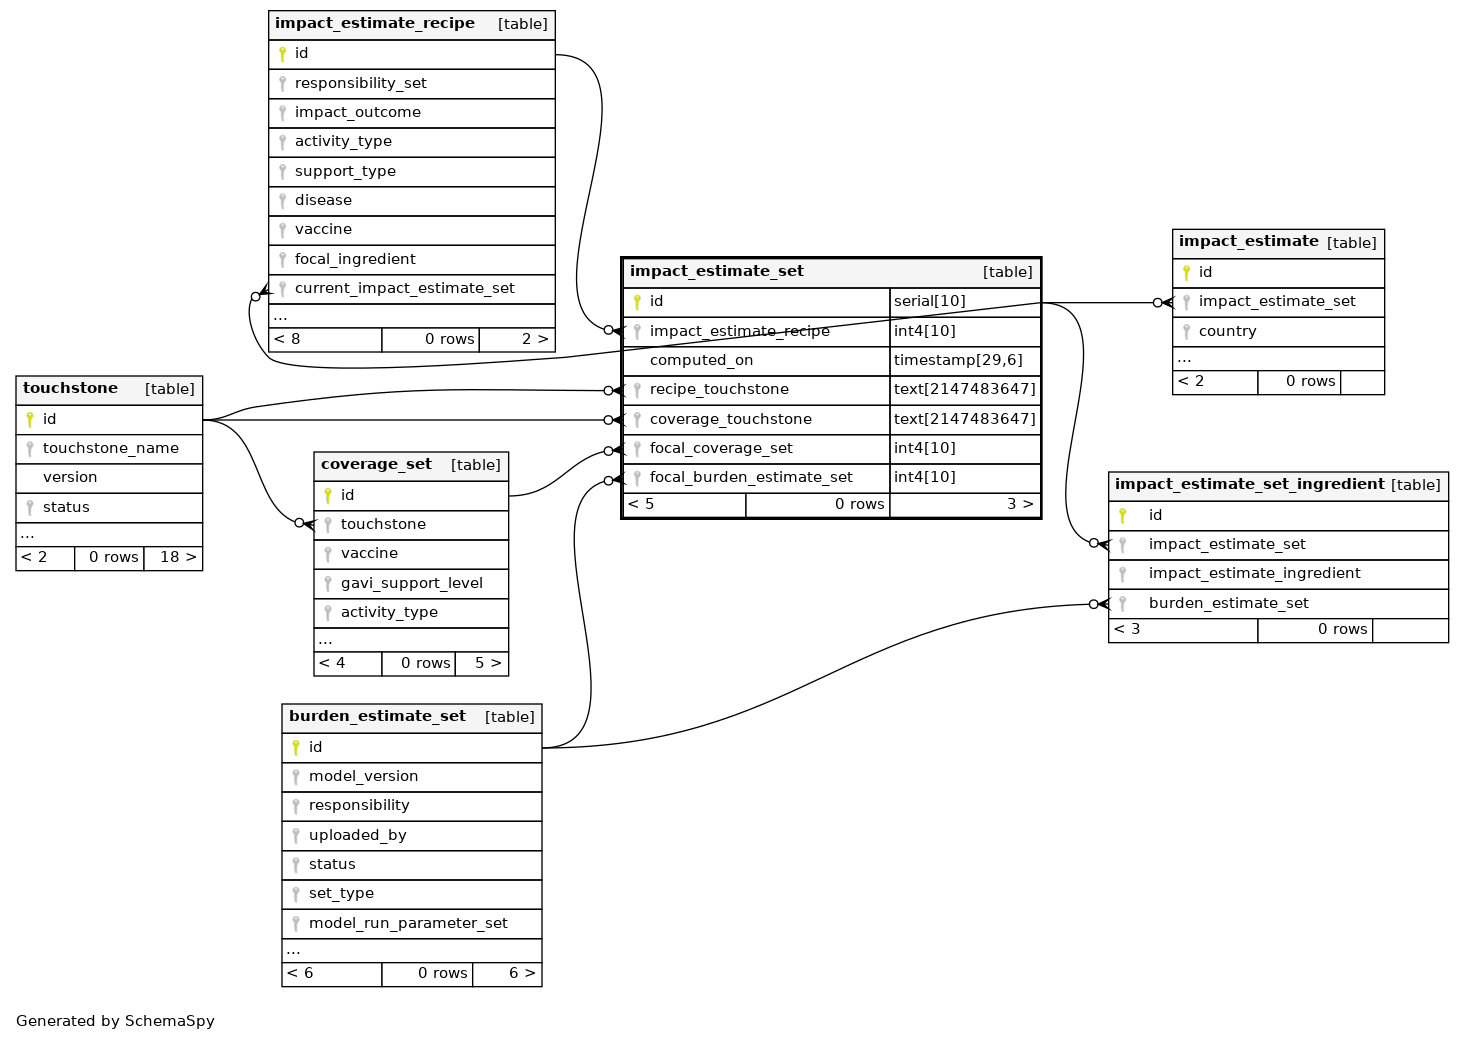 impact_estimate_recipe [table]
id
responsibility_set
impact_outcome
activity_type
support_type
disease
vaccine
focal_ingredient
current_impact_estimate_set
...
< 8 0 rows 2 >
touchstone [table]
id
touchstone_name
version
status
...
< 2 0 rows 18 >
coverage_set [table]
id
touchstone
vaccine
gavi_support_level
activity_type
...
< 4 0 rows 5 >
burden_estimate_set [table]
id
model_version
responsibility
uploaded_by
status
set_type
model_run_parameter_set
...
< 6 0 rows 6 >
impact_estimate_set [table]
id serial[10]
impact_estimate_recipe int4[10]
computed_on timestamp[29,6]
recipe_touchstone text[2147483647]
coverage_touchstone text[2147483647]
focal_coverage_set int4[10]
focal_burden_estimate_set int4[10]
< 5 0 rows 3 >
impact_estimate [table]
id
impact_estimate_set
country
...
< 2 0 rows
impact_estimate_set_ingredient [table]
id
impact_estimate_set
impact_estimate_ingredient
burden_estimate_set
< 3 0 rows
Generated by SchemaSpy